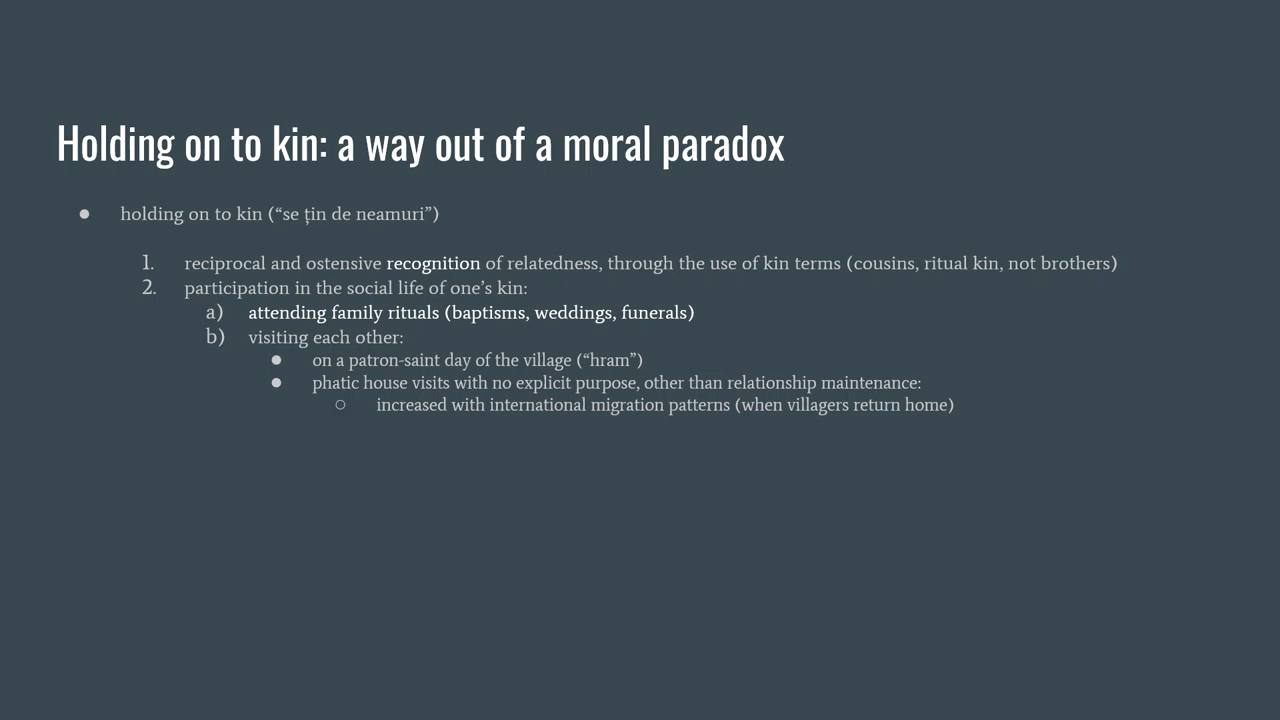 Holding on to kin: a way out of a moral paradox
● holding on to kin (“se țin de neamuri”)
1. reciprocal and ostensive recognition of relatedness, through the use of kin terms (cousins, ritual kin, not brothers)
2. participation in the social life of one’s kin:
a) attending family rituals (baptisms, weddings, funerals)
b) visiting each other:
● on a patron-saint day of the village (“hram”)
● phatic house visits with no explicit purpose, other than relationship maintenance:
○ increased with international migration patterns (when villagers return home)